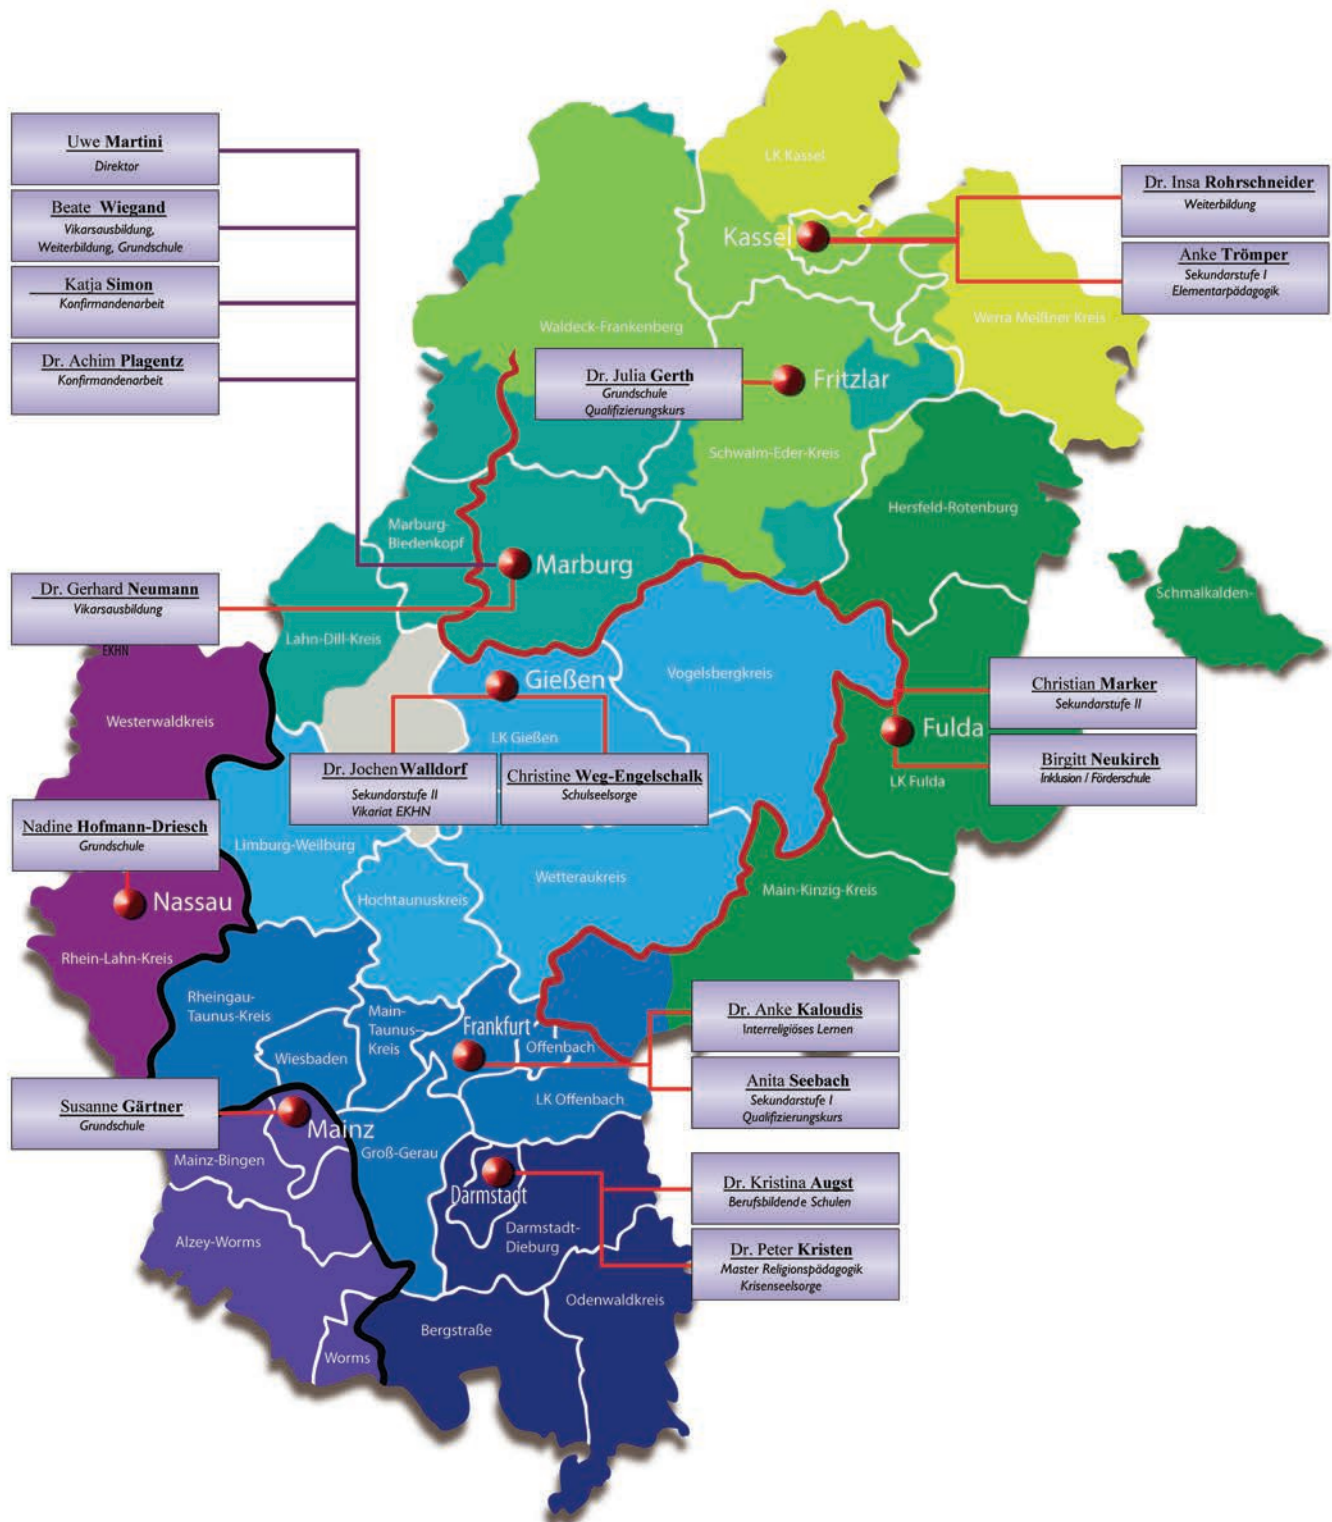 Uwe Martini
Direktor
Beate Wiegand
Vikarsausbildung,
Weiterbildung, Grundschule
Katja Simon
Konfirmandenarbeit
Dr. Achim Plagentz
Konfirmandenarbeit
Dr. Gerhard Neumann
Vikarsausbildung
LK Kassel
Kassel
Dr. Insa Rohrschneider
Weiterbildung
Anke Trömper
Sekundarstufe I
Elementarpädagogik
Werra Meißner Kreis
Waldeck-Frankenberg
Dr. Julia Gerth
Grundschule
Qualifizierungskurs
Fritzlar
Schwalm-Eder-Kreis
Hersfeld-Rotenburg
Marburg-
Biedenkopf
Marburg
Schmalkalden-
Lahn-Dill-Kreis
EKHN
Westerwaldkreis
Gießen
Vogelsbergkreis
LK Gießen
Dr. Jochen Walldorf
Sekundarstufe II
Vikariat EKHN
Christine Weg-Engelschalk
Schulseelsorge
Christian Marker
Sekundarstufe II
Fulda
LK Fulda
Birgitt Neukirch
Inklusion / Förderschule
Nadine Hofmann-Driesch
Grundschule
Nassau
Rhein-Lahn-Kreis
Limburg-Weilburg
Hochtaunuskreis
Wetteraukreis
Main-Kinzig-Kreis
Rheingau-
Taunus-Kreis
Main-
Taunus-
Kreis
Frankfurt
Offenbach
Wiesbaden
LK Offenbach
Dr. Anke Kaloudis
Interreligiöses Lernen
Anita Seebach
Sekundarstufe I
Qualifizierungskurs
Susanne Gärtner
Grundschule
Mainz
Mainz-Bingen
Groß-Gerau
Darmstadt
Darmstadt-
Dieburg
Dr. Kristina Augst
Berufsbildende Schulen
Dr. Peter Kristen
Master Religionspädagogik
Krisenseelsorge
Alzey-Worms
Worms
Bergstraße
Odenwaldkreis